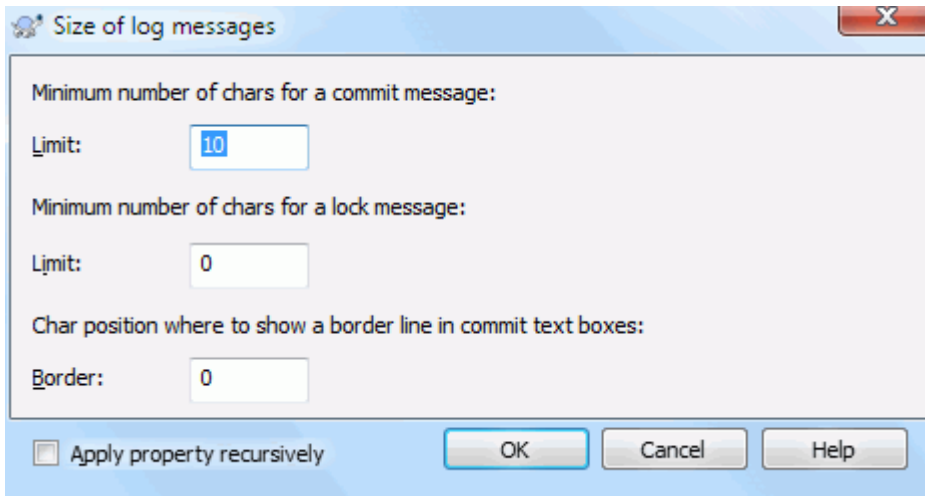 Size of log messages
Minimum number of chars for a commit message:
Limit: 10
Minimum number of chars for a lock message:
Limit: 0
Char position where to show a border line in commit text boxes:
Border: 0
Apply property recursively OK Cancel Help